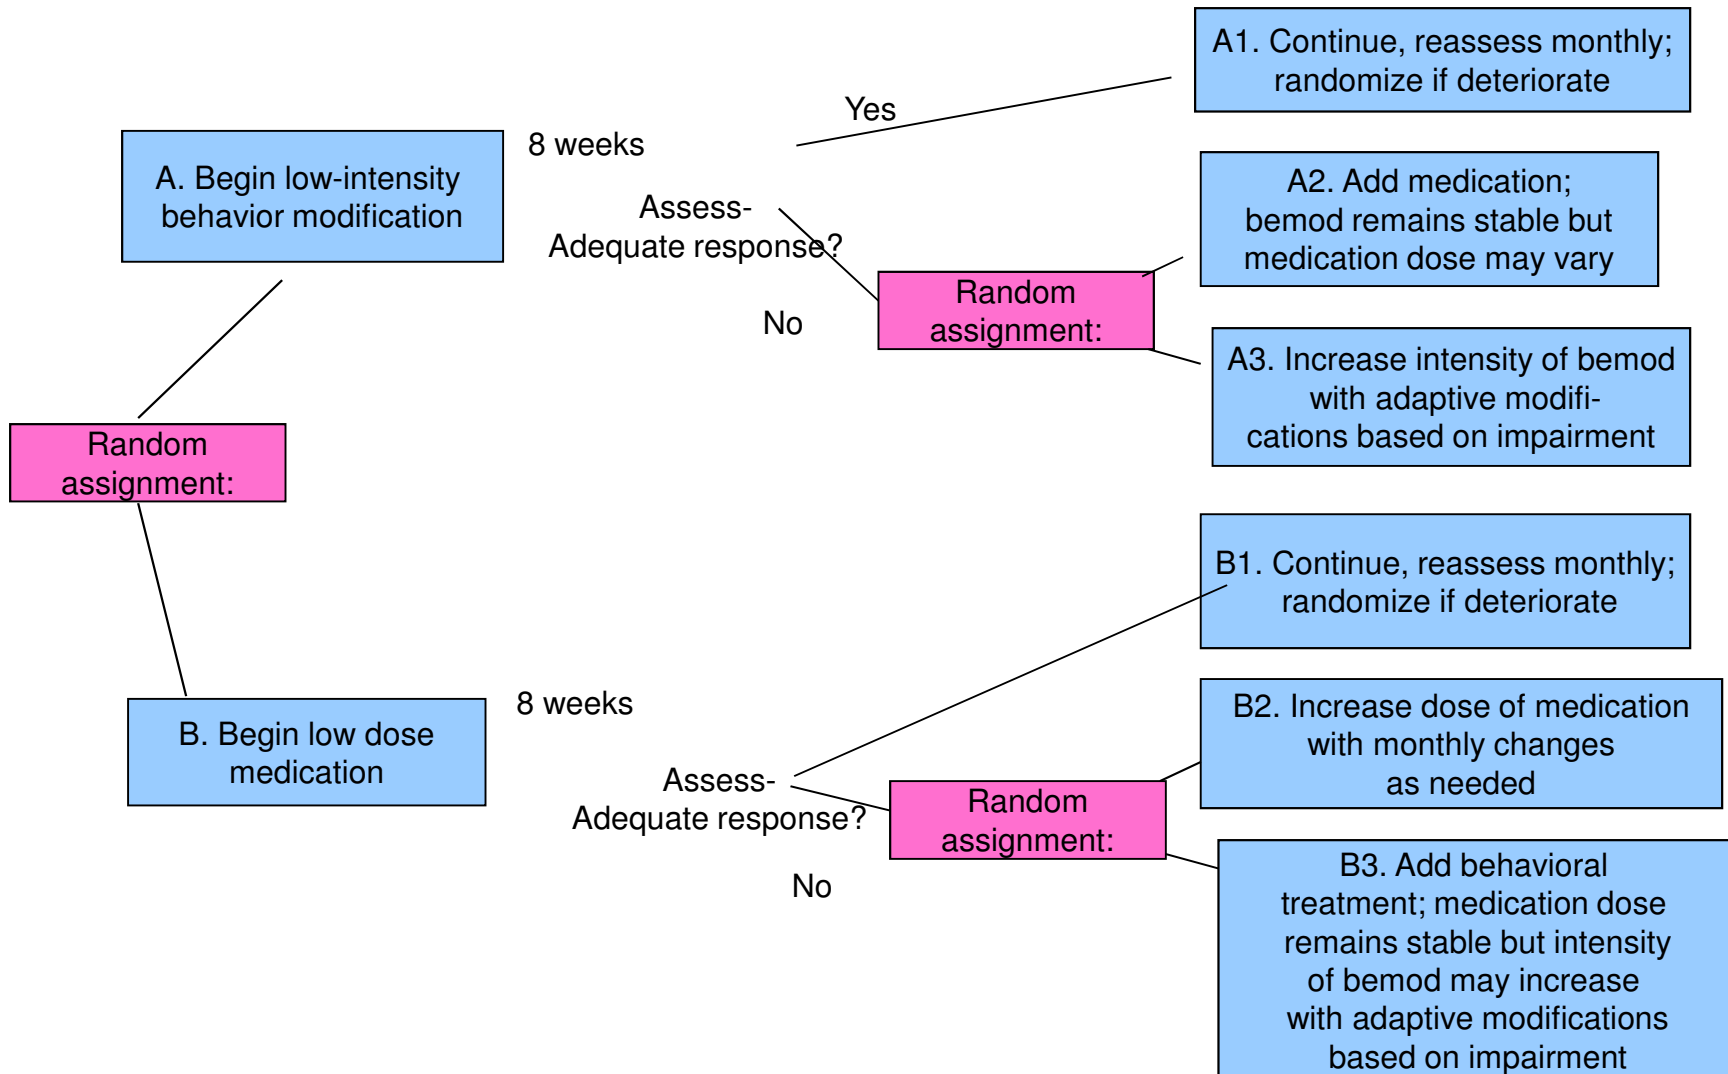 Random
assignment:
A. Begin low-intensity
behavior modification
8 weeks
Assess-
Adequate response?
Yes
No
Random
assignment:
A1. Continue, reassess monthly;
randomize if deteriorate
A2. Add medication;
bemod remains stable but
medication dose may vary
A3. Increase intensity of bemod
with adaptive modifi-
cations based on impairment
B. Begin low dose
medication
8 weeks
Assess-
Adequate response?
No
Random
assignment:
B1. Continue, reassess monthly;
randomize if deteriorate
B2. Increase dose of medication
with monthly changes
as needed
B3. Add behavioral
treatment; medication dose
remains stable but intensity
of bemod may increase
with adaptive modifications
based on impairment